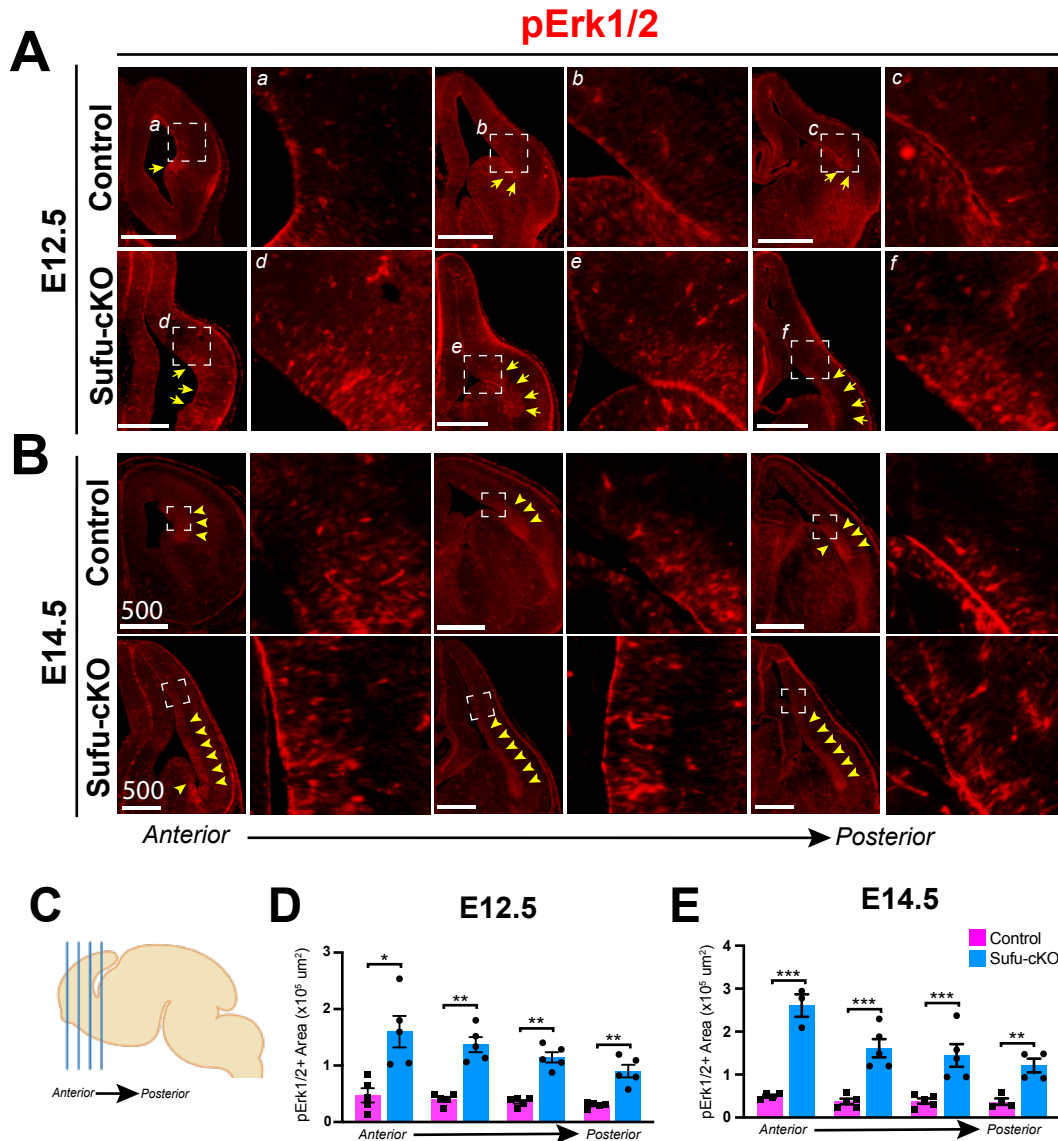 pErk1/2
A
E12.5
Control
a
a
b
b
c
c
Sufu-cKO
d
d
e
e
f
f
B
E14.5
Control
500
Sufu-cKO
500
Anterior
Posterior
C
Anterior
Posterior
D
E12.5
pErk1/2+ Area (x10⁵ um²)
3
2
1
0
*
**
**
**
Anterior
Posterior
E
E14.5
Control
Sufu-cKO
pErk1/2+ Area (x10⁵ um²)
4
3
2
1
0
***
***
***
**
Anterior
Posterior